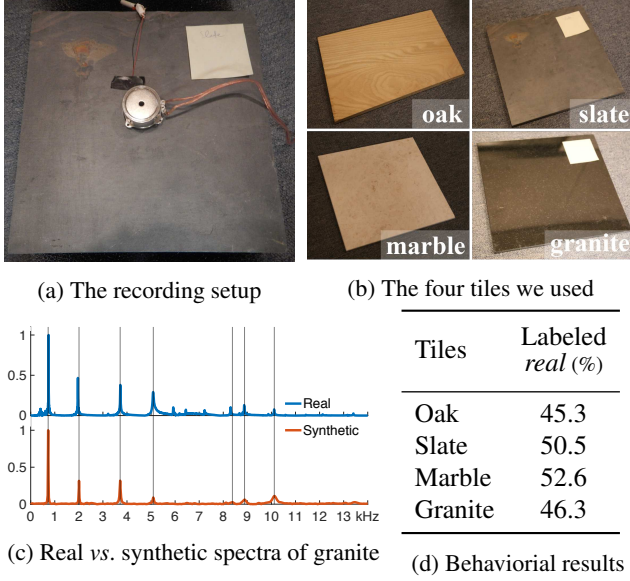 Slate
oak
slate
marble
granite
(a) The recording setup
(b) The four tiles we used
1
0.5
0
Real
1
0.5
0
Synthetic
0 1 2 3 4 5 6 7 8 9 10 11 12 13 kHz
(c) Real vs. synthetic spectra of granite
Tiles Labeled
real (%)
Oak 45.3
Slate 50.5
Marble 52.6
Granite 46.3
(d) Behaviorial results